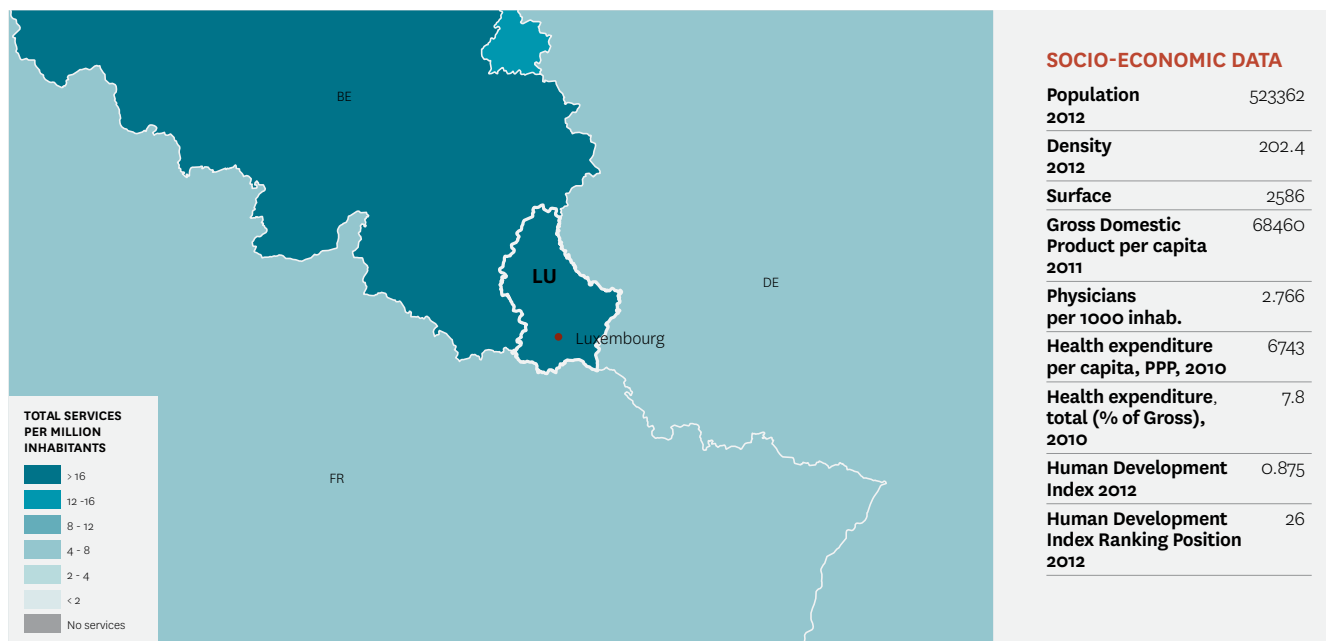 BE
LU
DE
Luxembourg
FR
TOTAL SERVICES
PER MILLION
INHABITANTS
> 16
12 -16
8 - 12
4 - 8
2 - 4
< 2
No services
SOCIO-ECONOMIC DATA
Population 523362
2012
Density 202.4
2012
Surface 2586
Gross Domestic 68460
Product per capita
2011
Physicians 2.766
per 1000 inhab.
Health expenditure 6743
per capita, PPP, 2010
Health expenditure, 7.8
total (% of Gross),
2010
Human Development 0.875
Index 2012
Human Development 26
Index Ranking Position
2012